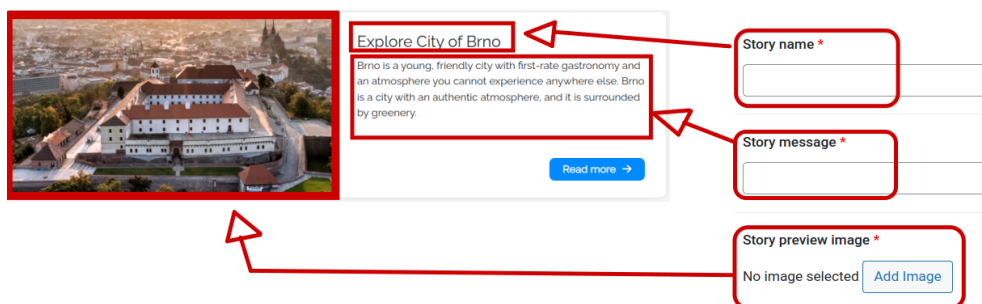 Explore City of Brno
Brno is a young, friendly city with first-rate gastronomy and
an atmosphere you cannot experience anywhere else. Brno
is a city with an authentic atmosphere, and it is surrounded
by greenery.
Read more →
Story name *
Story message *
Story preview image *
No image selected Add Image